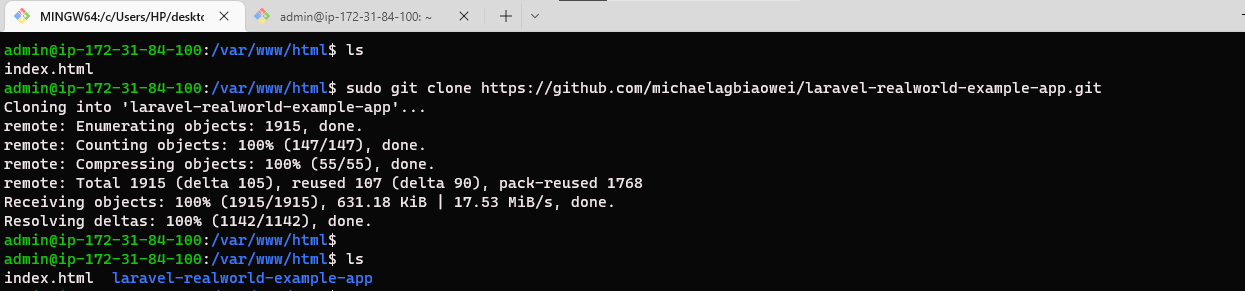 MINGW64:/c/Users/HP/deskto
admin@ip-172-31-84-100: ~
admin@ip-172-31-84-100:/var/www/html$ ls
index.html
admin@ip-172-31-84-100:/var/www/html$ sudo git clone https://github.com/michaelagbiaowei/laravel-realworld-example-app.git
Cloning into 'laravel-realworld-example-app'...
remote: Enumerating objects: 1915, done.
remote: Counting objects: 100% (147/147), done.
remote: Compressing objects: 100% (55/55), done.
remote: Total 1915 (delta 105), reused 107 (delta 90), pack-reused 1768
Receiving objects: 100% (1915/1915), 631.18 KiB | 17.53 MiB/s, done.
Resolving deltas: 100% (1142/1142), done.
admin@ip-172-31-84-100:/var/www/html$
admin@ip-172-31-84-100:/var/www/html$ ls
index.html  laravel-realworld-example-app